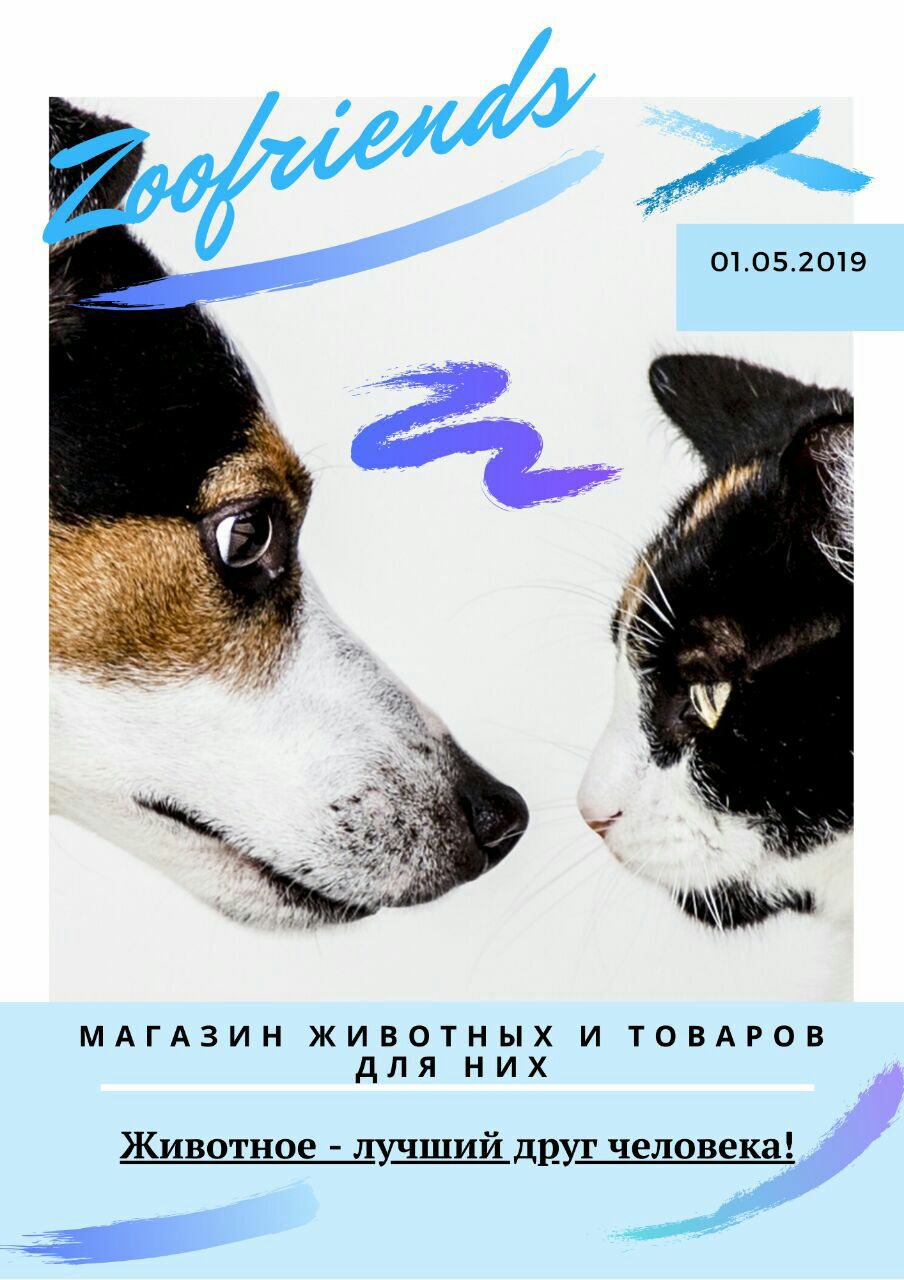 Zoofriends
01.05.2019
МАГАЗИН ЖИВОТНЫХ И ТОВАРОВ
ДЛЯ НИХ
Животное - лучший друг человека!